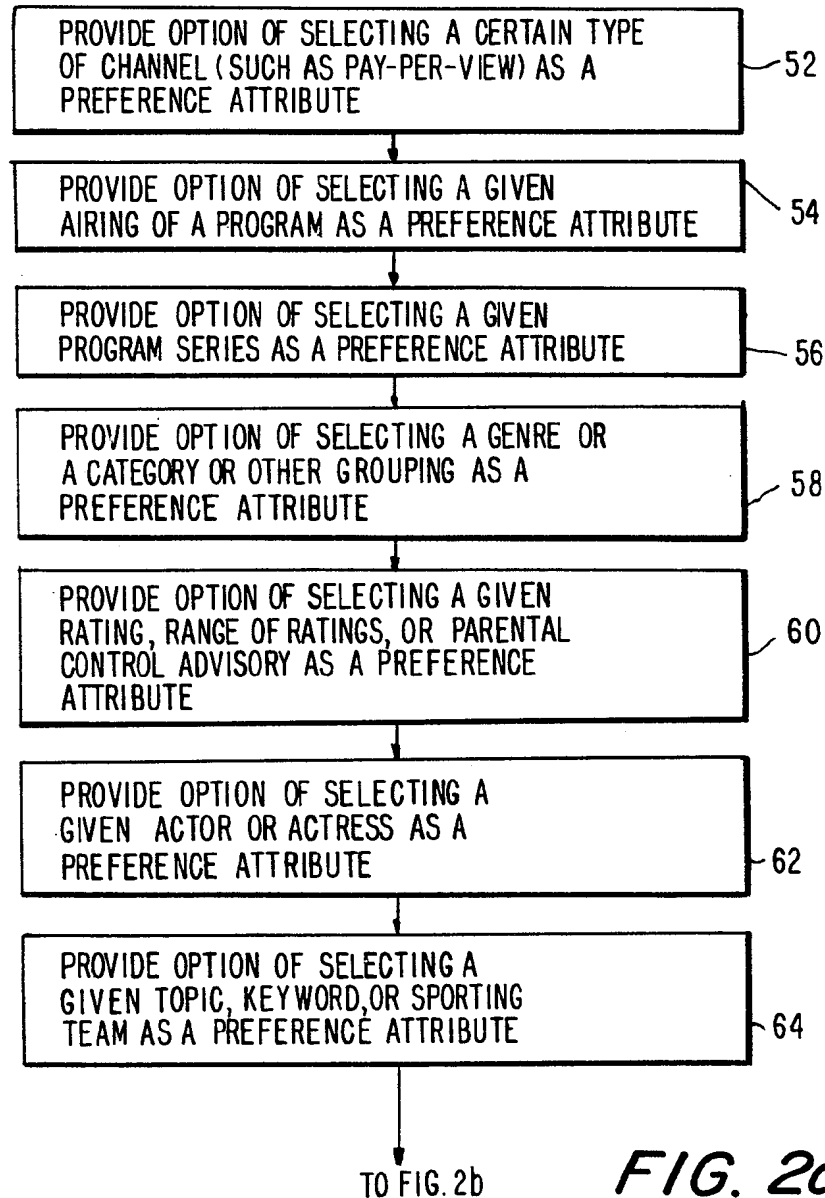 PROVIDE OPTION OF SELECTING A CERTAIN TYPE
OF CHANNEL (SUCH AS PAY-PER-VIEW) AS A
PREFERENCE ATTRIBUTE
52
PROVIDE OPTION OF SELECTING A GIVEN
AIRING OF A PROGRAM AS A PREFERENCE ATTRIBUTE
54
PROVIDE OPTION OF SELECTING A GIVEN
PROGRAM SERIES AS A PREFERENCE ATTRIBUTE
56
PROVIDE OPTION OF SELECTING A GENRE OR
A CATEGORY OR OTHER GROUPING AS A
PREFERENCE ATTRIBUTE
58
PROVIDE OPTION OF SELECTING A GIVEN
RATING, RANGE OF RATINGS, OR PARENTAL
CONTROL ADVISORY AS A PREFERENCE
ATTRIBUTE
60
PROVIDE OPTION OF SELECTING A
GIVEN ACTOR OR ACTRESS AS A
PREFERENCE ATTRIBUTE
62
PROVIDE OPTION OF SELECTING A
GIVEN TOPIC, KEYWORD, OR SPORTING
TEAM AS A PREFERENCE ATTRIBUTE
64
TO FIG. 2b
FIG.